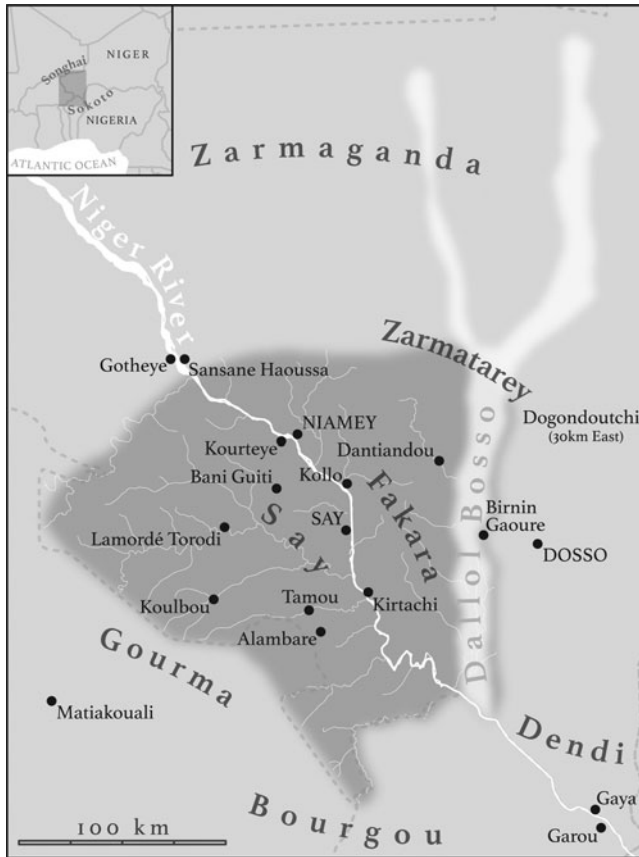 NIGER
Songhai
Sokoto
NIGERIA
ATLANTIC OCEAN
Zarmaganda
Niger River
Zarmatarey
Gotheye
Sansane Haoussa
Dogondoutchi
(30km East)
NIAMEY
Kourteye
Dantiandou
Bani Guiti
Kollo
Fakara
Dallol Bosso
Birnin
Gaoure
SAY
Say
Lamordé Torodi
DOSSO
Koulbou
Tamou
Kirtachi
Alambare
Gourma
Matiakouali
Dendi
Gaya
Bourgou
Garou
100 km